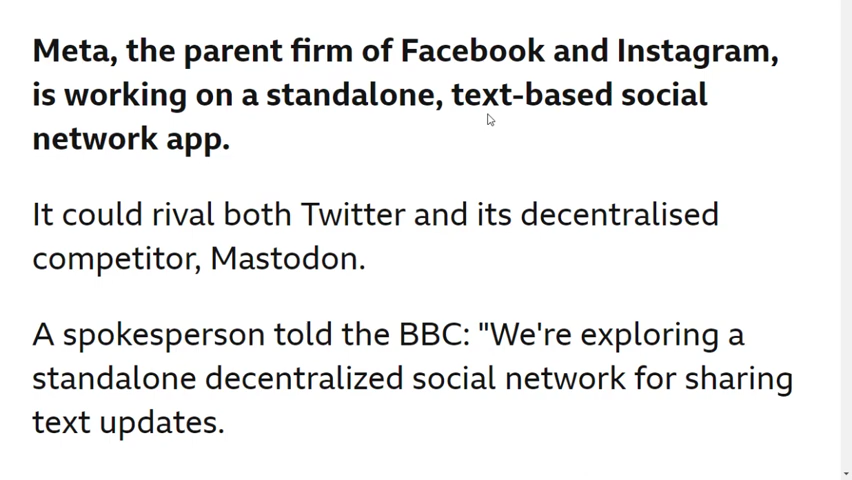 Meta, the parent firm of Facebook and Instagram,
is working on a standalone, text-based social
network app.
It could rival both Twitter and its decentralised
competitor, Mastodon.
A spokesperson told the BBC: "We're exploring a
standalone decentralized social network for sharing
text updates.